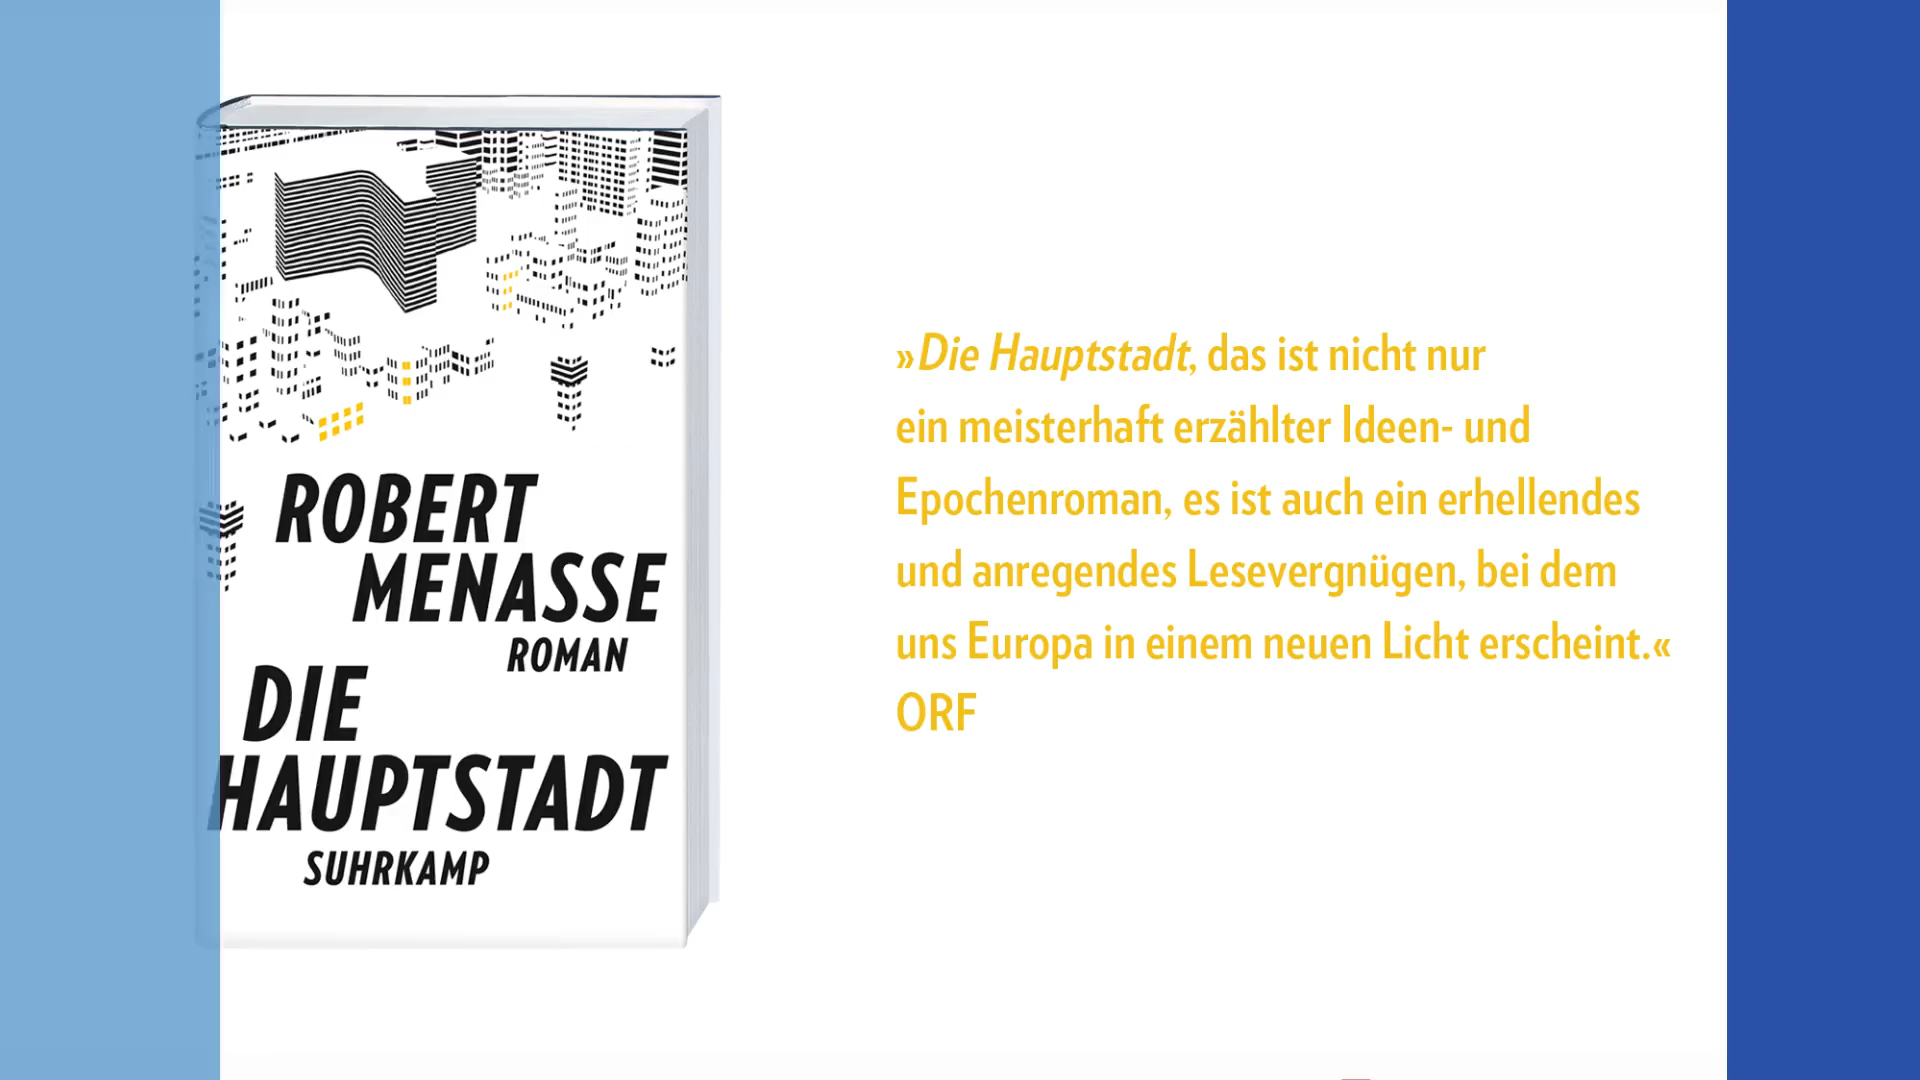 ROBERT
MENASSE
ROMAN
DIE
HAUPTSTADT
SUHRKAMP
»Die Hauptstadt, das ist nicht nur
ein meisterhaft erzählter Ideen- und
Epochenroman, es ist auch ein erhellendes
und anregendes Lesevergnügen, bei dem
uns Europa in einem neuen Licht erscheint.«
ORF